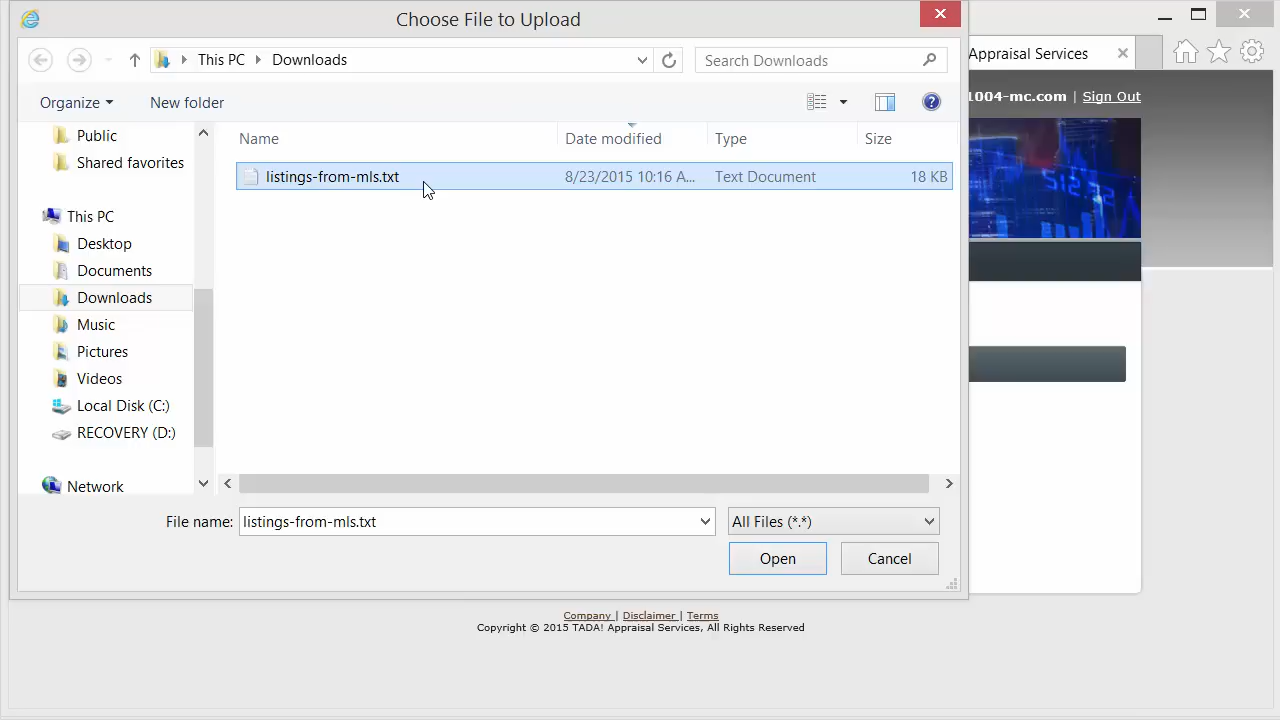 Choose File to Upload
This PC Downloads
Search Downloads
Organize
New folder
Name
Date modified
Type
Size
listings-from-mls.txt
8/23/2015 10:16 A...
Text Document
18 KB
Public
Shared favorites
This PC
Desktop
Documents
Downloads
Music
Pictures
Videos
Local Disk (C:)
RECOVERY (D:)
Network
File name:
listings-from-mls.txt
All Files (*.*)
Open
Cancel
Appraisal Services
1004-mc.com | Sign Out
Company | Disclaimer | Terms
Copyright © 2015 TADA! Appraisal Services, All Rights Reserved